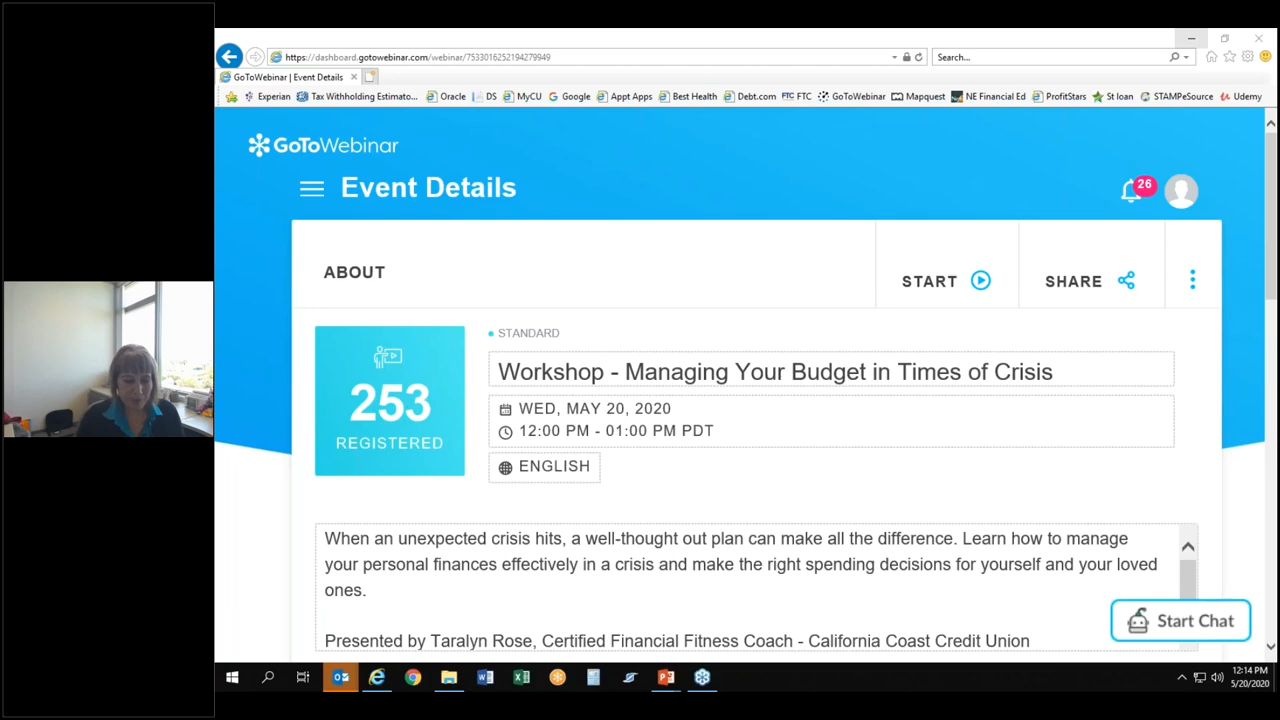 https://dashboard.gotowebinar.com/webinar/7533016252194279949
Search...
GoToWebinar | Event Details
Experian Tax Withholding Estimato... Oracle DS MyCU Google Appt Apps Best Health Debt.com FTC FTC GoToWebinar Mapquest NE Financial Ed ProfitStars St loan STAMPeSource Udemy
GoToWebinar
Event Details
26
ABOUT
START
SHARE
253
REGISTERED
STANDARD
Workshop - Managing Your Budget in Times of Crisis
WED, MAY 20, 2020
12:00 PM - 01:00 PM PDT
ENGLISH
When an unexpected crisis hits, a well-thought out plan can make all the difference. Learn how to manage
your personal finances effectively in a crisis and make the right spending decisions for yourself and your loved
ones.
Presented by Taralyn Rose, Certified Financial Fitness Coach - California Coast Credit Union
Start Chat
12:14 PM
5/20/2020